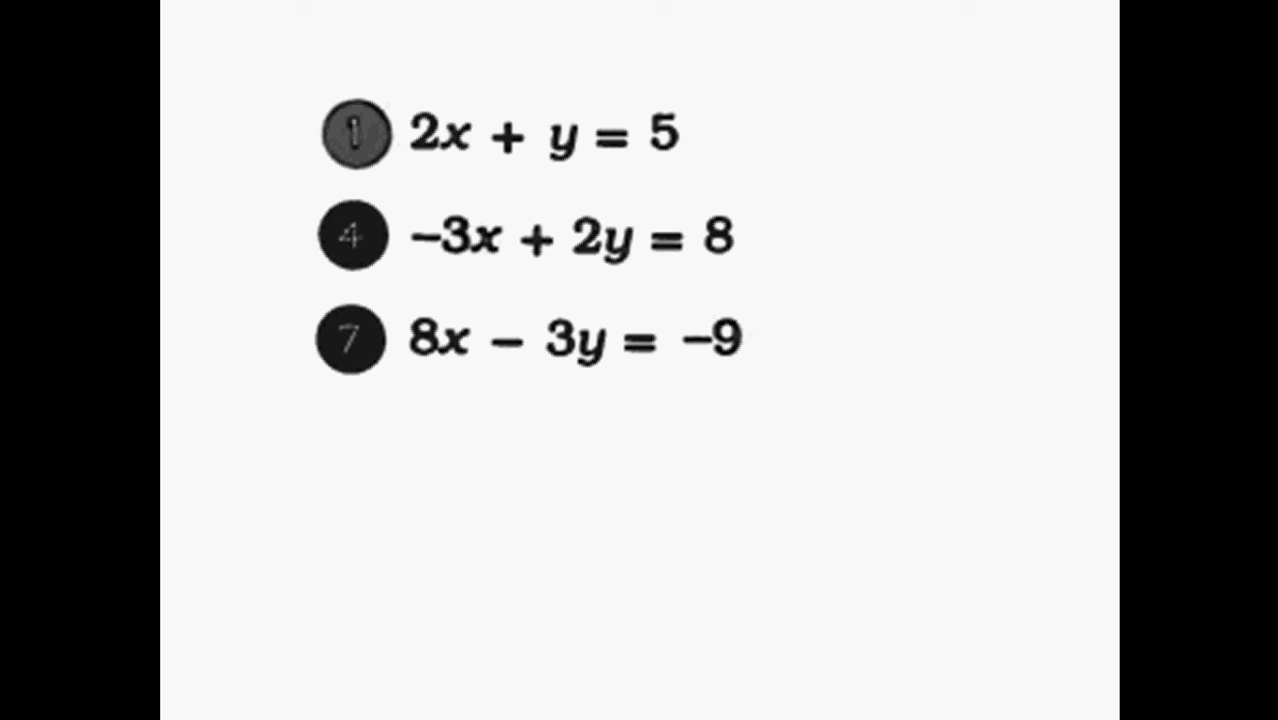 1 2x + y = 5
4 –3x + 2y = 8
7 8x – 3y = –9